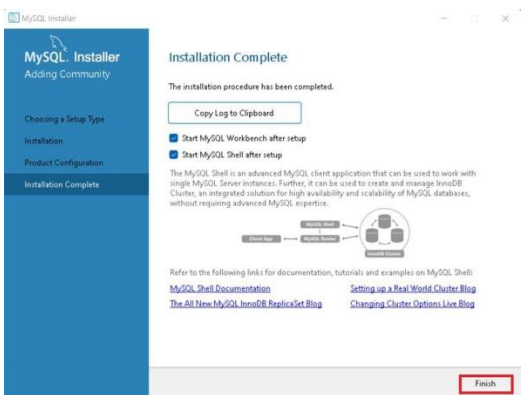 MySQL Installer
MySQL. Installer
Adding Community
Choosing a Setup Type
Installation
Product Configuration
Installation Complete
Installation Complete
The installation procedure has been completed.
Copy Log to Clipboard
Start MySQL Workbench after setup
Start MySQL Shell after setup
The MySQL Shell is an advanced MySQL client application that can be used to work with
single MySQL Server instances. Further, it can be used to create and manage InnoDB
Cluster, an integrated solution for high availability and scalability of MySQL databases,
without requiring advanced MySQL expertise.
MySQL Shell
Client App
MySQL Router
InnoDB Cluster
Refer to the following links for documentation, tutorials and examples on MySQL Shell:
MySQL Shell Documentation
Setting up a Real World Cluster Blog
The All New MySQL InnoDB ReplicaSet Blog
Changing Cluster Options Live Blog
Finish